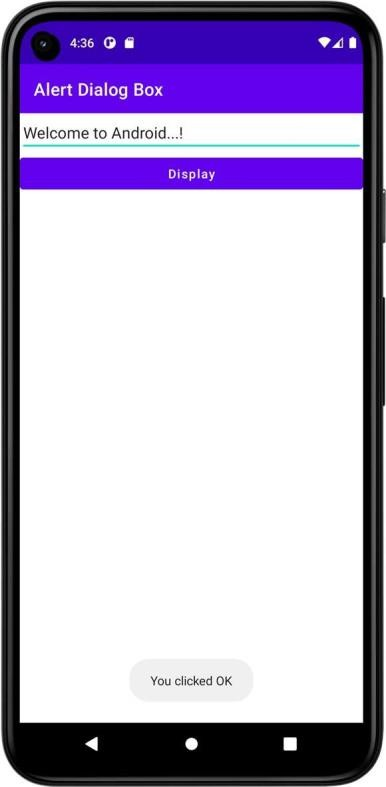 4:36
Alert Dialog Box
Welcome to Android...!
Display
You clicked OK